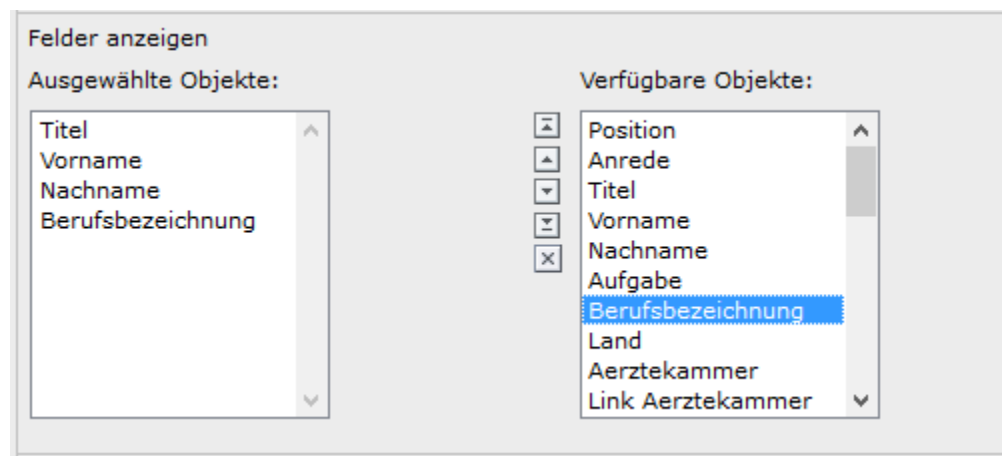 Felder anzeigen
Ausgewählte Objekte:
Titel
Vorname
Nachname
Berufsbezeichnung
Verfügbare Objekte:
Position
Anrede
Titel
Vorname
Nachname
Aufgabe
Berufsbezeichnung
Land
Aerztekammer
Link Aerztekammer